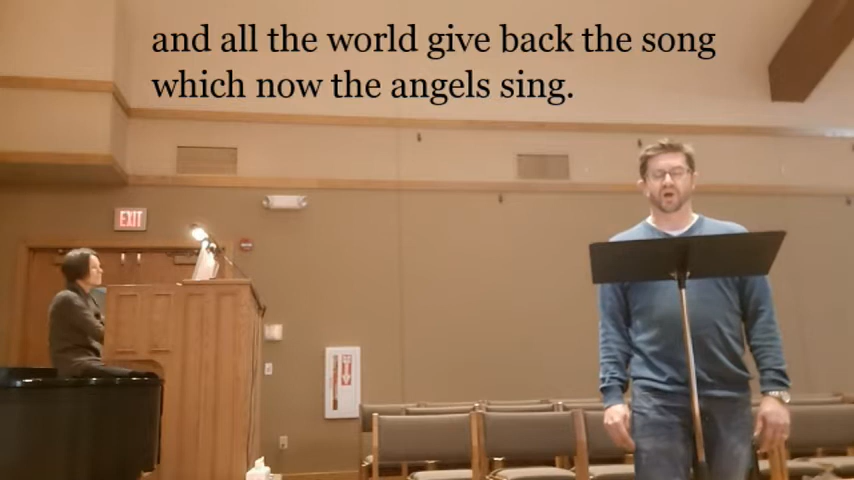 and all the world give back the song
which now the angels sing.
EXIT